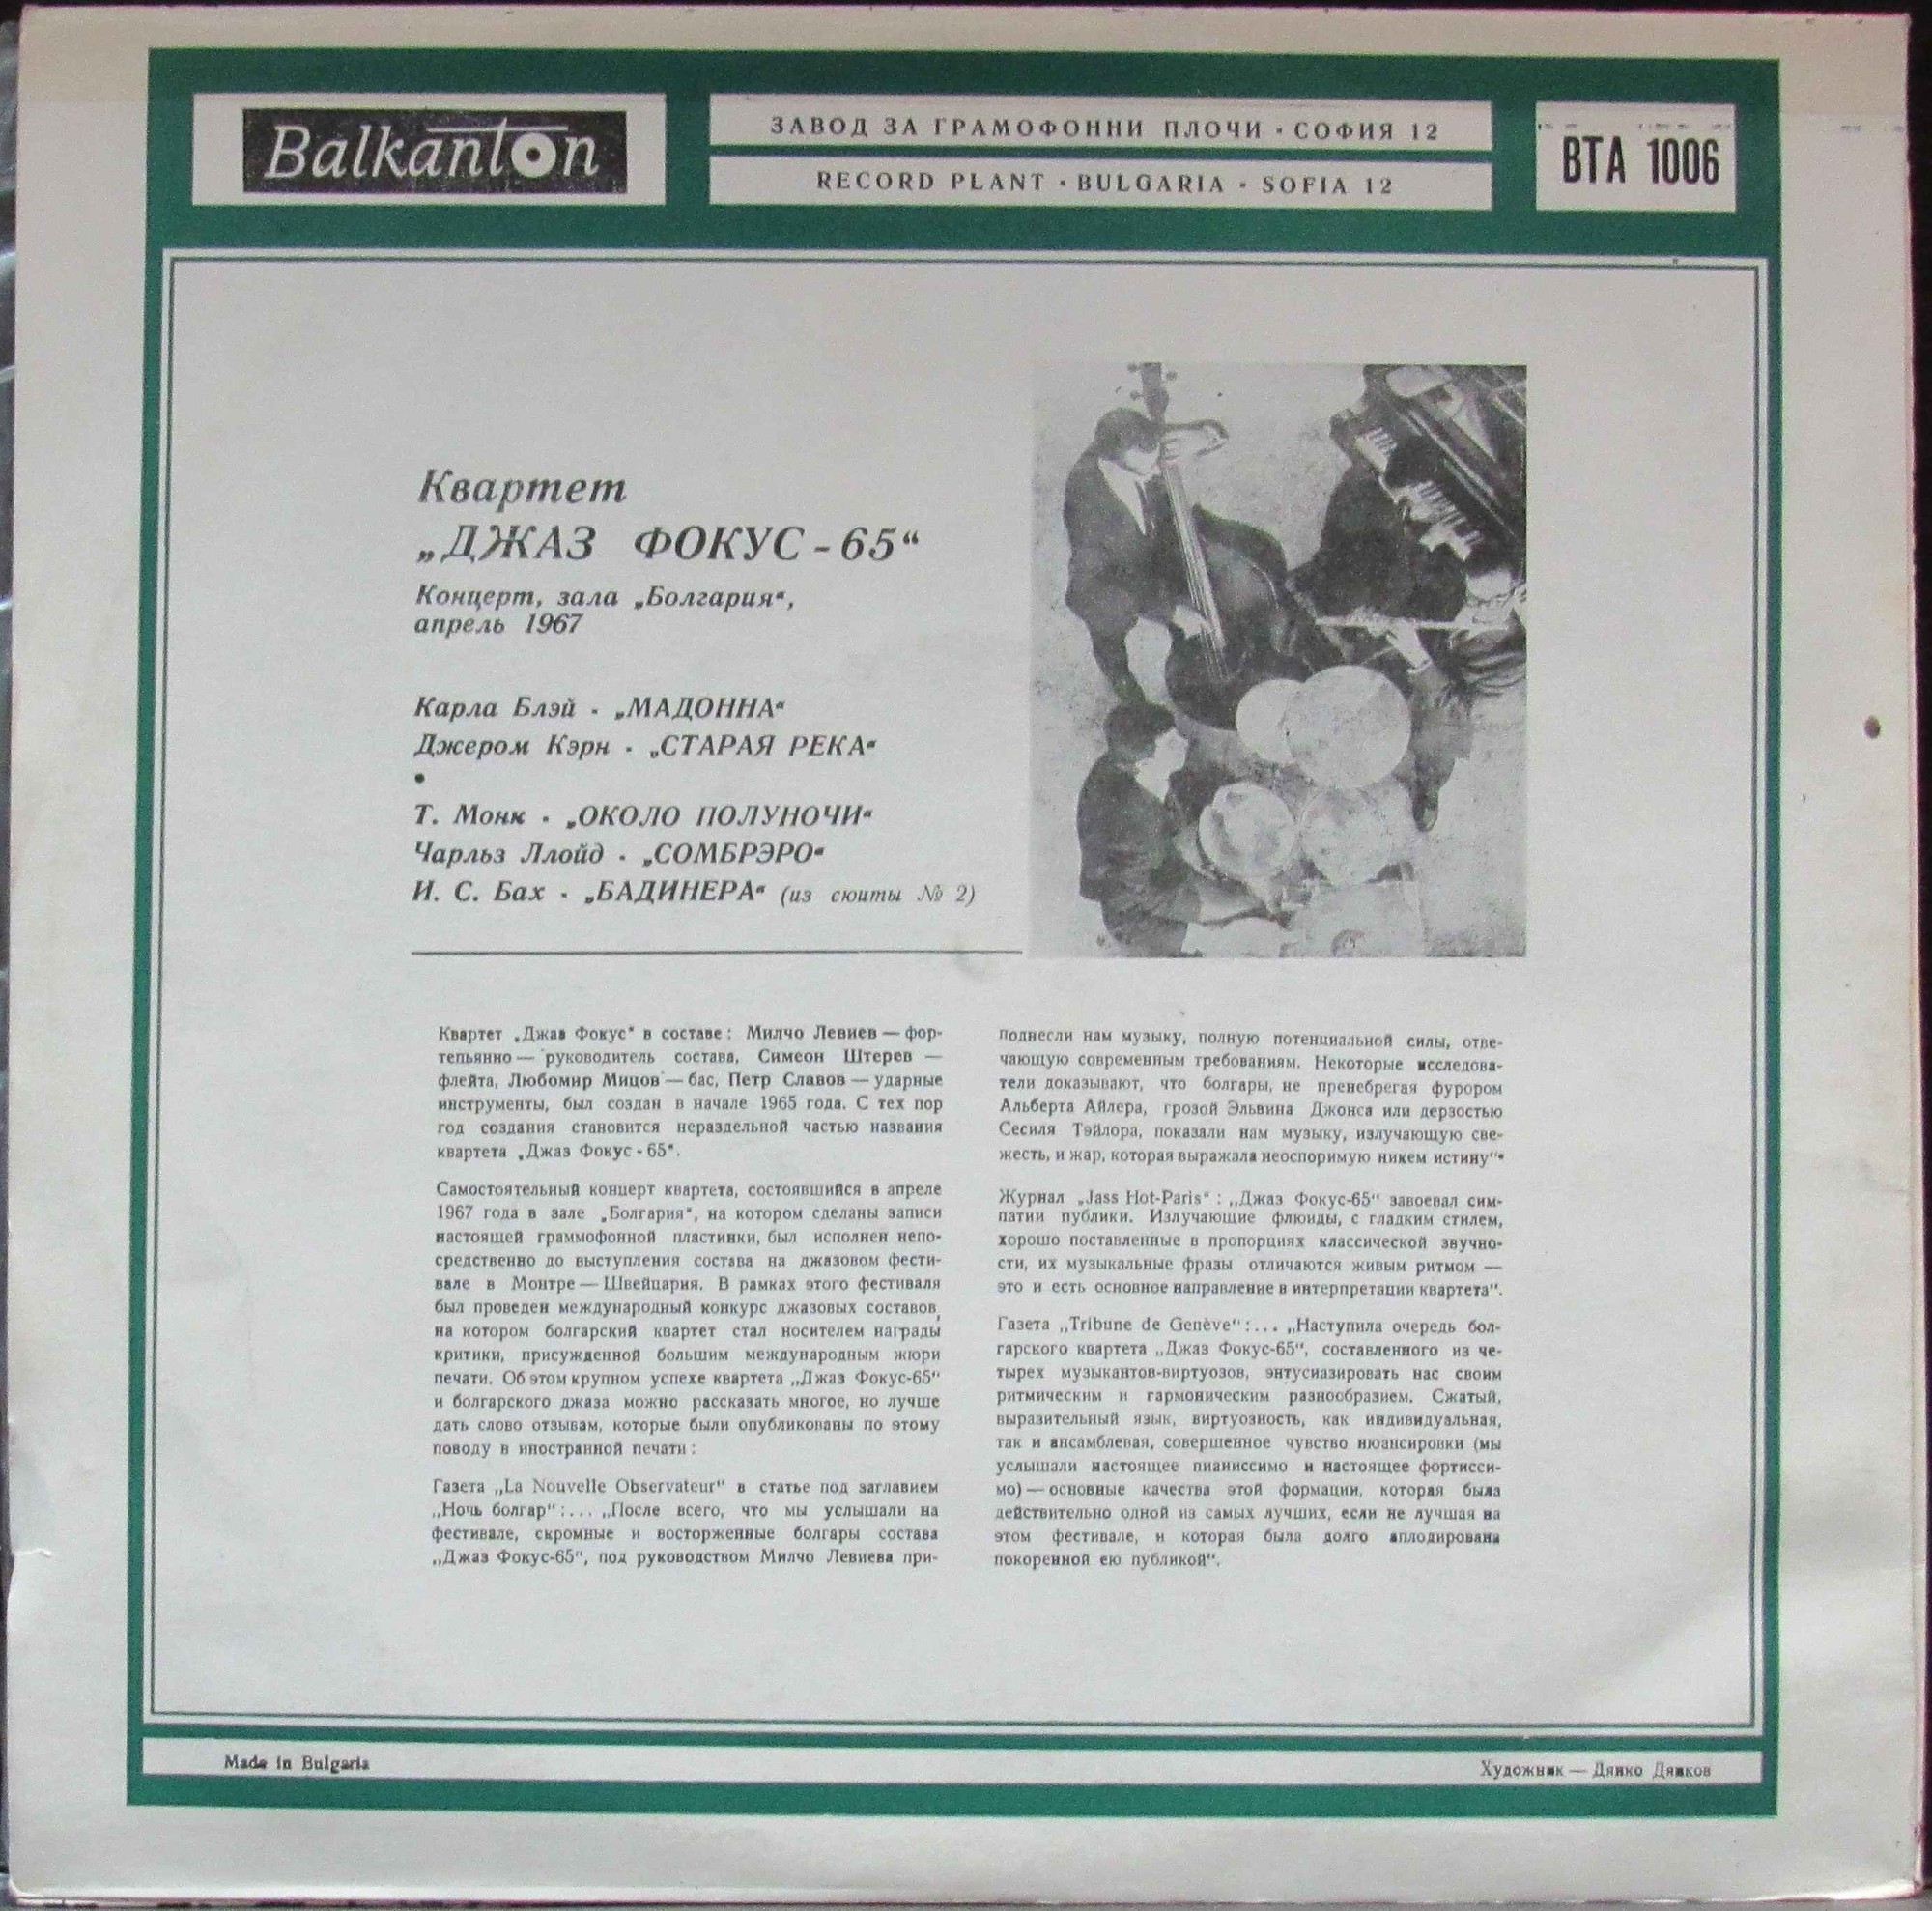 Balkanton
ЗАВОД ЗА ГРАМОФОННИ ПЛОЧИ • СОФИЯ 12
RECORD PLANT • BULGARIA • SOFIA 12
ВТА 1006
Квартет
„ДЖАЗ ФОКУС - 65“
Концерт, зала „Болгария“,
апрель 1967
Карла Блэй - „МАДОННА“
Джером Кэрн - „СТАРАЯ РЕКА“
•
Т. Монк - „ОКОЛО ПОЛУНОЧИ“
Чарльз Ллойд - „СОМБРЭРО“
И. С. Бах - „БАДИНЕРА“ (из сюиты № 2)
Квартет „Джаз Фокус“ в составе: Милчо Левиев — фор-
тепьянно — руководитель состава, Симеон Штерев —
флейта, Любомир Мицов — бас, Петр Славов — ударные
инструменты, был создан в начале 1965 года. С тех пор
год создания становится нераздельной частью названия
квартета „Джаз Фокус - 65“.
Самостоятельный концерт квартета, состоявшийся в апреле
1967 года в зале „Болгария“, на котором сделаны записи
настоящей граммофонной пластинки, был исполнен непо-
средственно до выступления состава на джазовом фести-
вале в Монтре — Швейцария. В рамках этого фестиваля
был проведен международный конкурс джазовых составов,
на котором болгарский квартет стал носителем награды
критики, присужденной большим международным жюри
печати. Об этом крупном успехе квартета „Джаз Фокус-65“
и болгарского джаза можно рассказать многое, но лучше
дать слово отзывам, которые были опубликованы по этому
поводу в иностранной печати :
Газета „La Nouvelle Observateur“ в статье под заглавием
„Ночь болгар“ :... „После всего, что мы услышали на
фестивале, скромные и восторженные болгары состава
„Джаз Фокус-65“, под руководством Милчо Левиева при-
поднесли нам музыку, полную потенциальной силы, отве-
чающую современным требованиям. Некоторые исследова-
тели доказывают, что болгары, не пренебрегая фурором
Альберта Айлера, грозой Эльвина Джонса или дерзостью
Сесиля Тэйлора, показали нам музыку, излучающую све-
жесть, и жар, которая выражала неоспоримую никем истину“.
Журнал „Jass Hot-Paris“ : „Джаз Фокус-65“ завоевал сим-
патии публики. Излучающие флюиды, с гладким стилем,
хорошо поставленные в пропорциях классической звучно-
сти, их музыкальные фразы отличаются живым ритмом —
это и есть основное направление в интерпретации квартета“.
Газета „Tribune de Genève“ :... „Наступила очередь бол-
гарского квартета „Джаз Фокус-65“, составленного из че-
тырех музыкантов-виртуозов, энтусиазировать нас своим
ритмическим и гармоническим разнообразием. Сжатый,
выразительный язык, виртуозность, как индивидуальная,
так и ансамблевая, совершенное чувство нюансировки (мы
услышали настоящее пианиссимо и настоящее фортисси-
мо) — основные качества этой формации, которая была
действительно одной из самых лучших, если не лучшая на
этом фестивале, и которая была долго аплодирована
покоренной ею публикой“.
Made in Bulgaria
Художник — Дянко Дянков